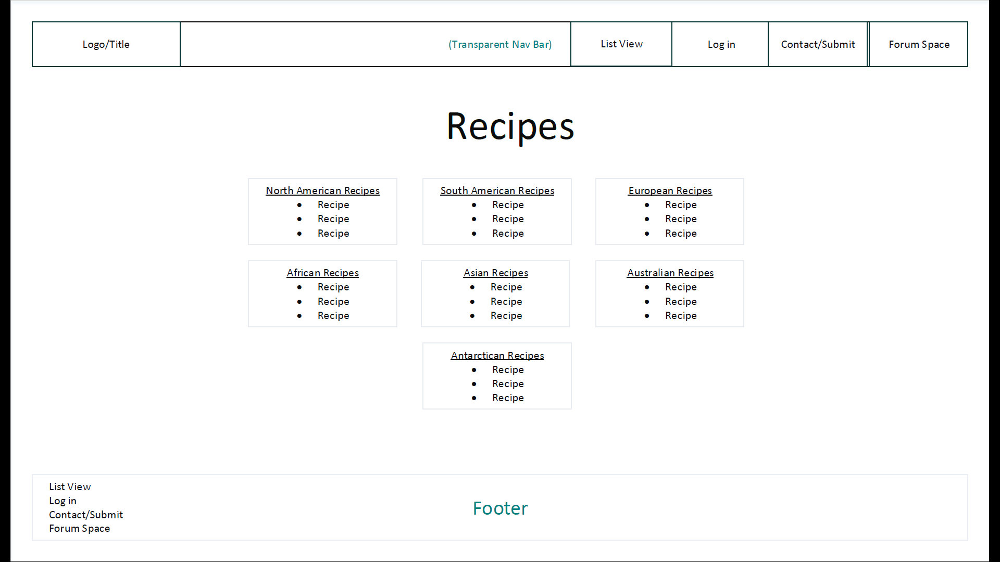 Logo/Title
(Transparent Nav Bar)
List View
Log in
Contact/Submit
Forum Space
Recipes
North American Recipes
• Recipe
• Recipe
• Recipe
South American Recipes
• Recipe
• Recipe
• Recipe
European Recipes
• Recipe
• Recipe
• Recipe
African Recipes
• Recipe
• Recipe
• Recipe
Asian Recipes
• Recipe
• Recipe
• Recipe
Australian Recipes
• Recipe
• Recipe
• Recipe
Antarctican Recipes
• Recipe
• Recipe
• Recipe
List View
Log in
Contact/Submit
Forum Space
Footer